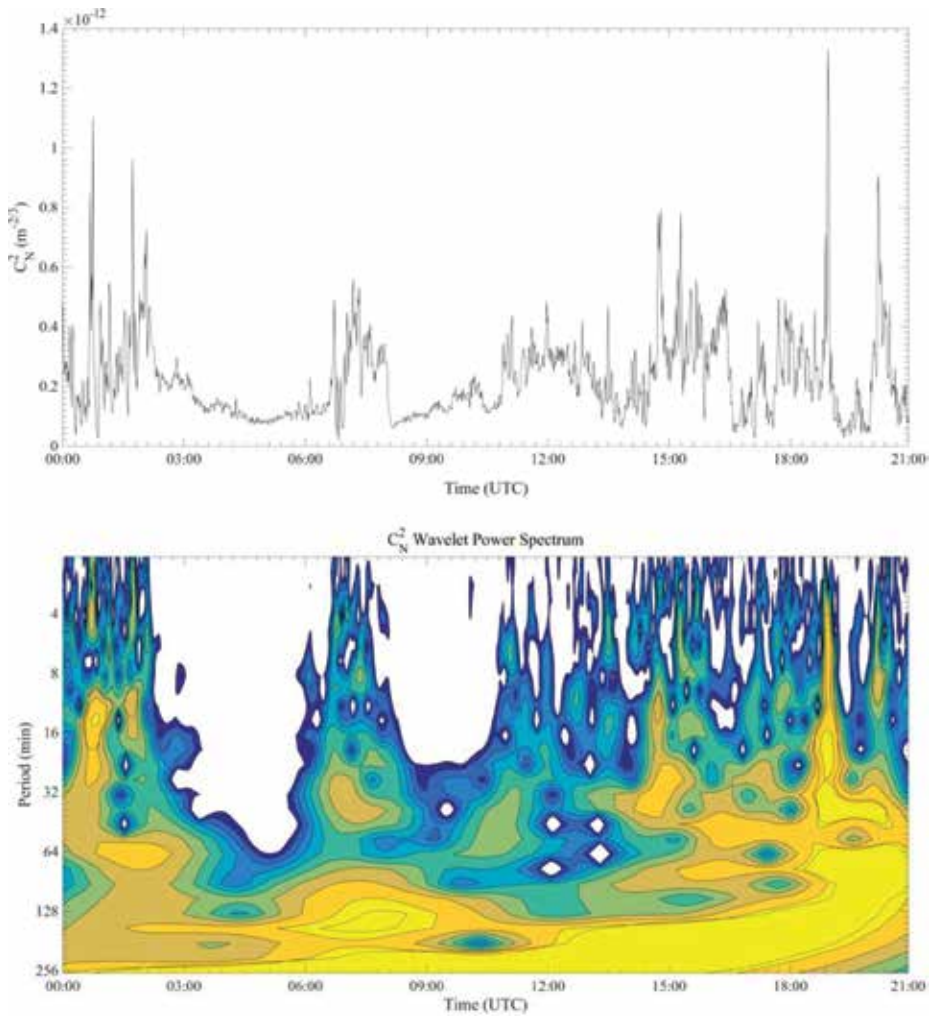 ×10⁻¹²
1.4
1.2
1
0.8
0.6
0.4
0.2
0
C²_N (m⁻²ᐟ³)
00:00 03:00 06:00 09:00 12:00 15:00 18:00 21:00
Time (UTC)
C²_N Wavelet Power Spectrum
4
8
16
32
64
128
256
Period (min)
00:00 03:00 06:00 09:00 12:00 15:00 18:00 21:00
Time (UTC)